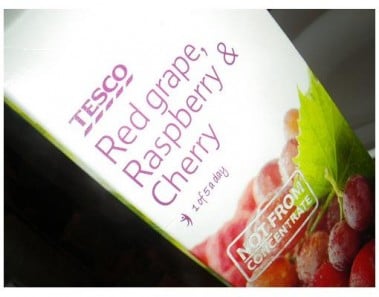 TESCO
Red grape,
Raspberry &
Cherry
1 of 5 a day
NOT FROM
CONCENTRATE